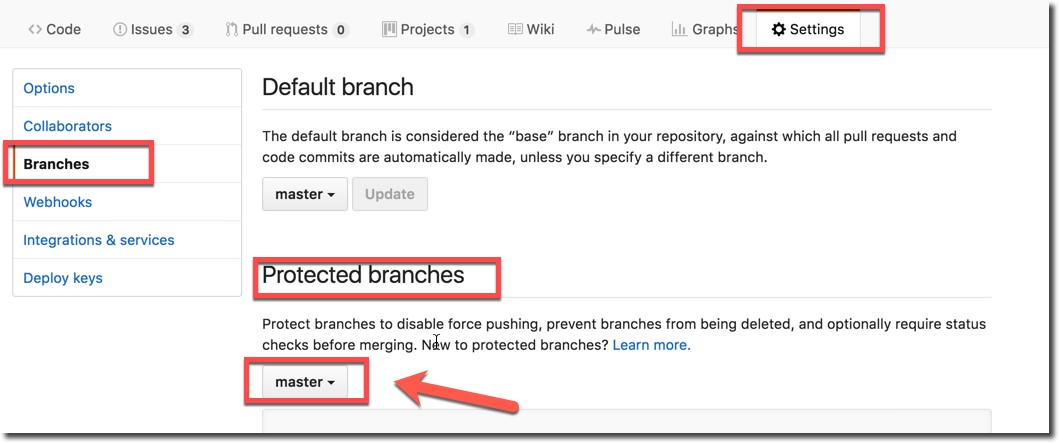 Code Issues 3 Pull requests 0 Projects 1 Wiki Pulse Graphs Settings
Options
Collaborators
Branches
Webhooks
Integrations & services
Deploy keys
Default branch
The default branch is considered the “base” branch in your repository, against which all pull requests and
code commits are automatically made, unless you specify a different branch.
master Update
Protected branches
Protect branches to disable force pushing, prevent branches from being deleted, and optionally require status
checks before merging. New to protected branches? Learn more.
master